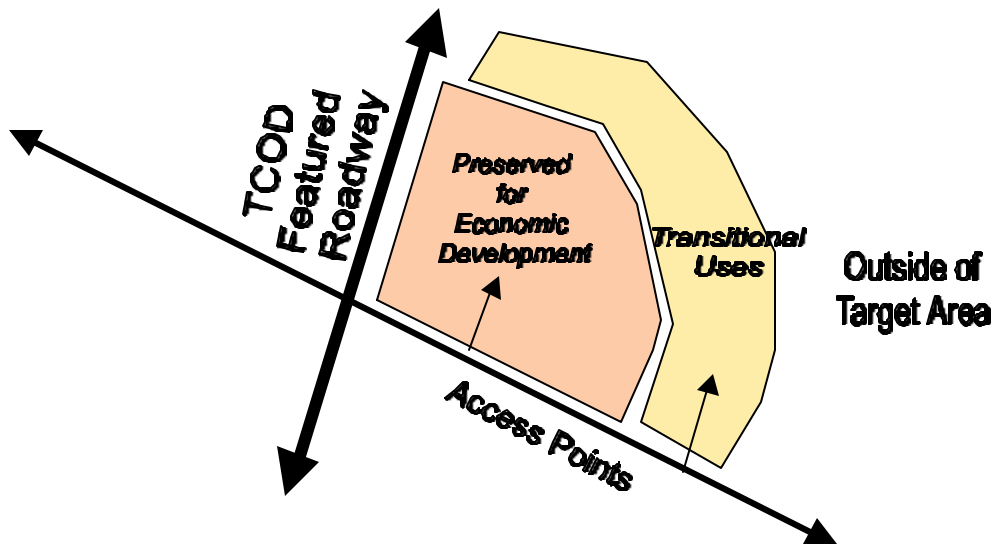 TCOD
Featured
Roadway
Preserved
for
Economic
Development
Transitional
Uses
Outside of
Target Area
Access Points